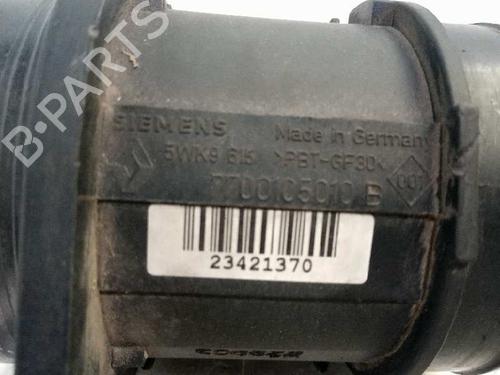 B-PARTS
SIEMENS Made in Germany
5WK9 615 >PBT-GF30<
7700105010 B
23421370